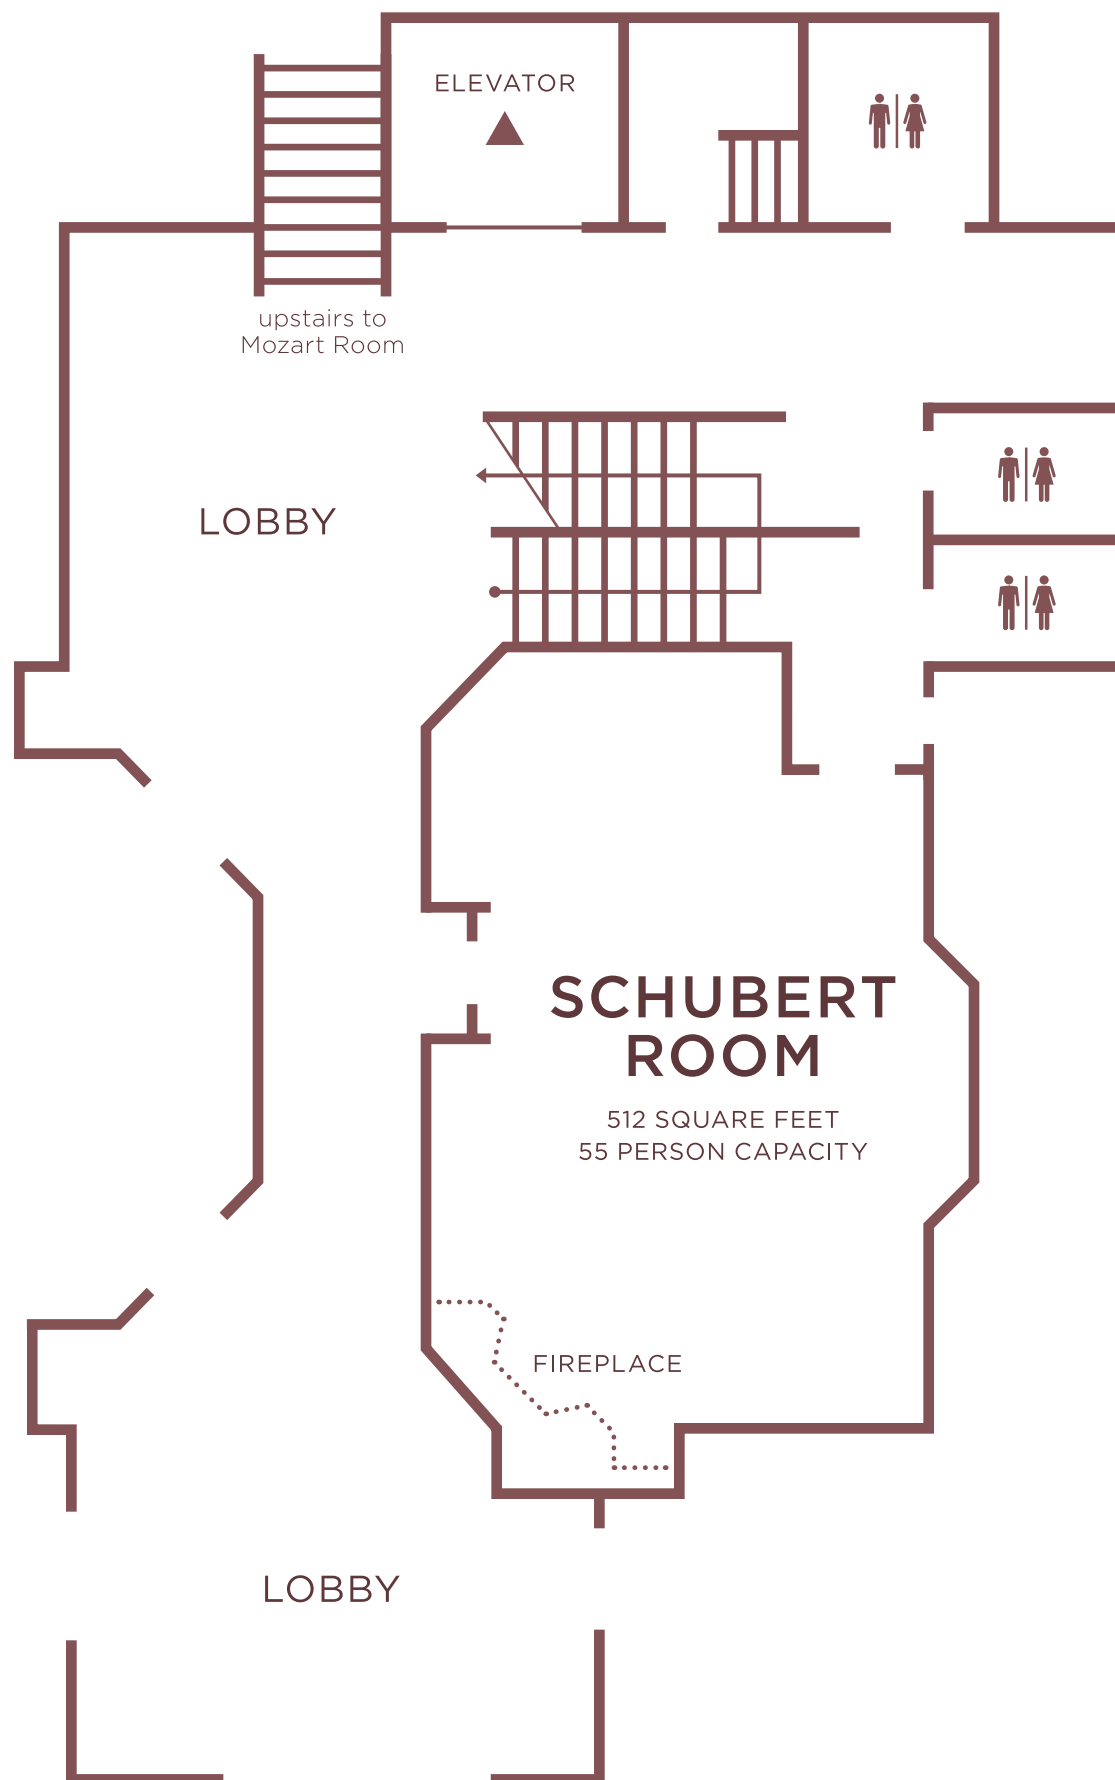 ELEVATOR
upstairs to
Mozart Room
LOBBY
SCHUBERT
ROOM
512 SQUARE FEET
55 PERSON CAPACITY
FIREPLACE
LOBBY